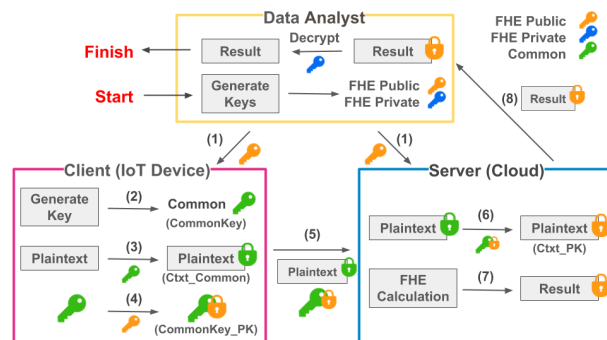 Data Analyst
FHE Public
FHE Private
Common
Finish
Result
Decrypt
Result
Start
Generate
Keys
FHE Public
FHE Private
(8)
Result
(1)
(1)
Client (IoT Device)
Server (Cloud)
Generate
Key
(2)
Common
(CommonKey)
Plaintext
(3)
Plaintext
(Ctxt_Common)
(4)
(CommonKey_PK)
(5)
Plaintext
Plaintext
(6)
Plaintext
(Ctxt_PK)
FHE
Calculation
(7)
Result